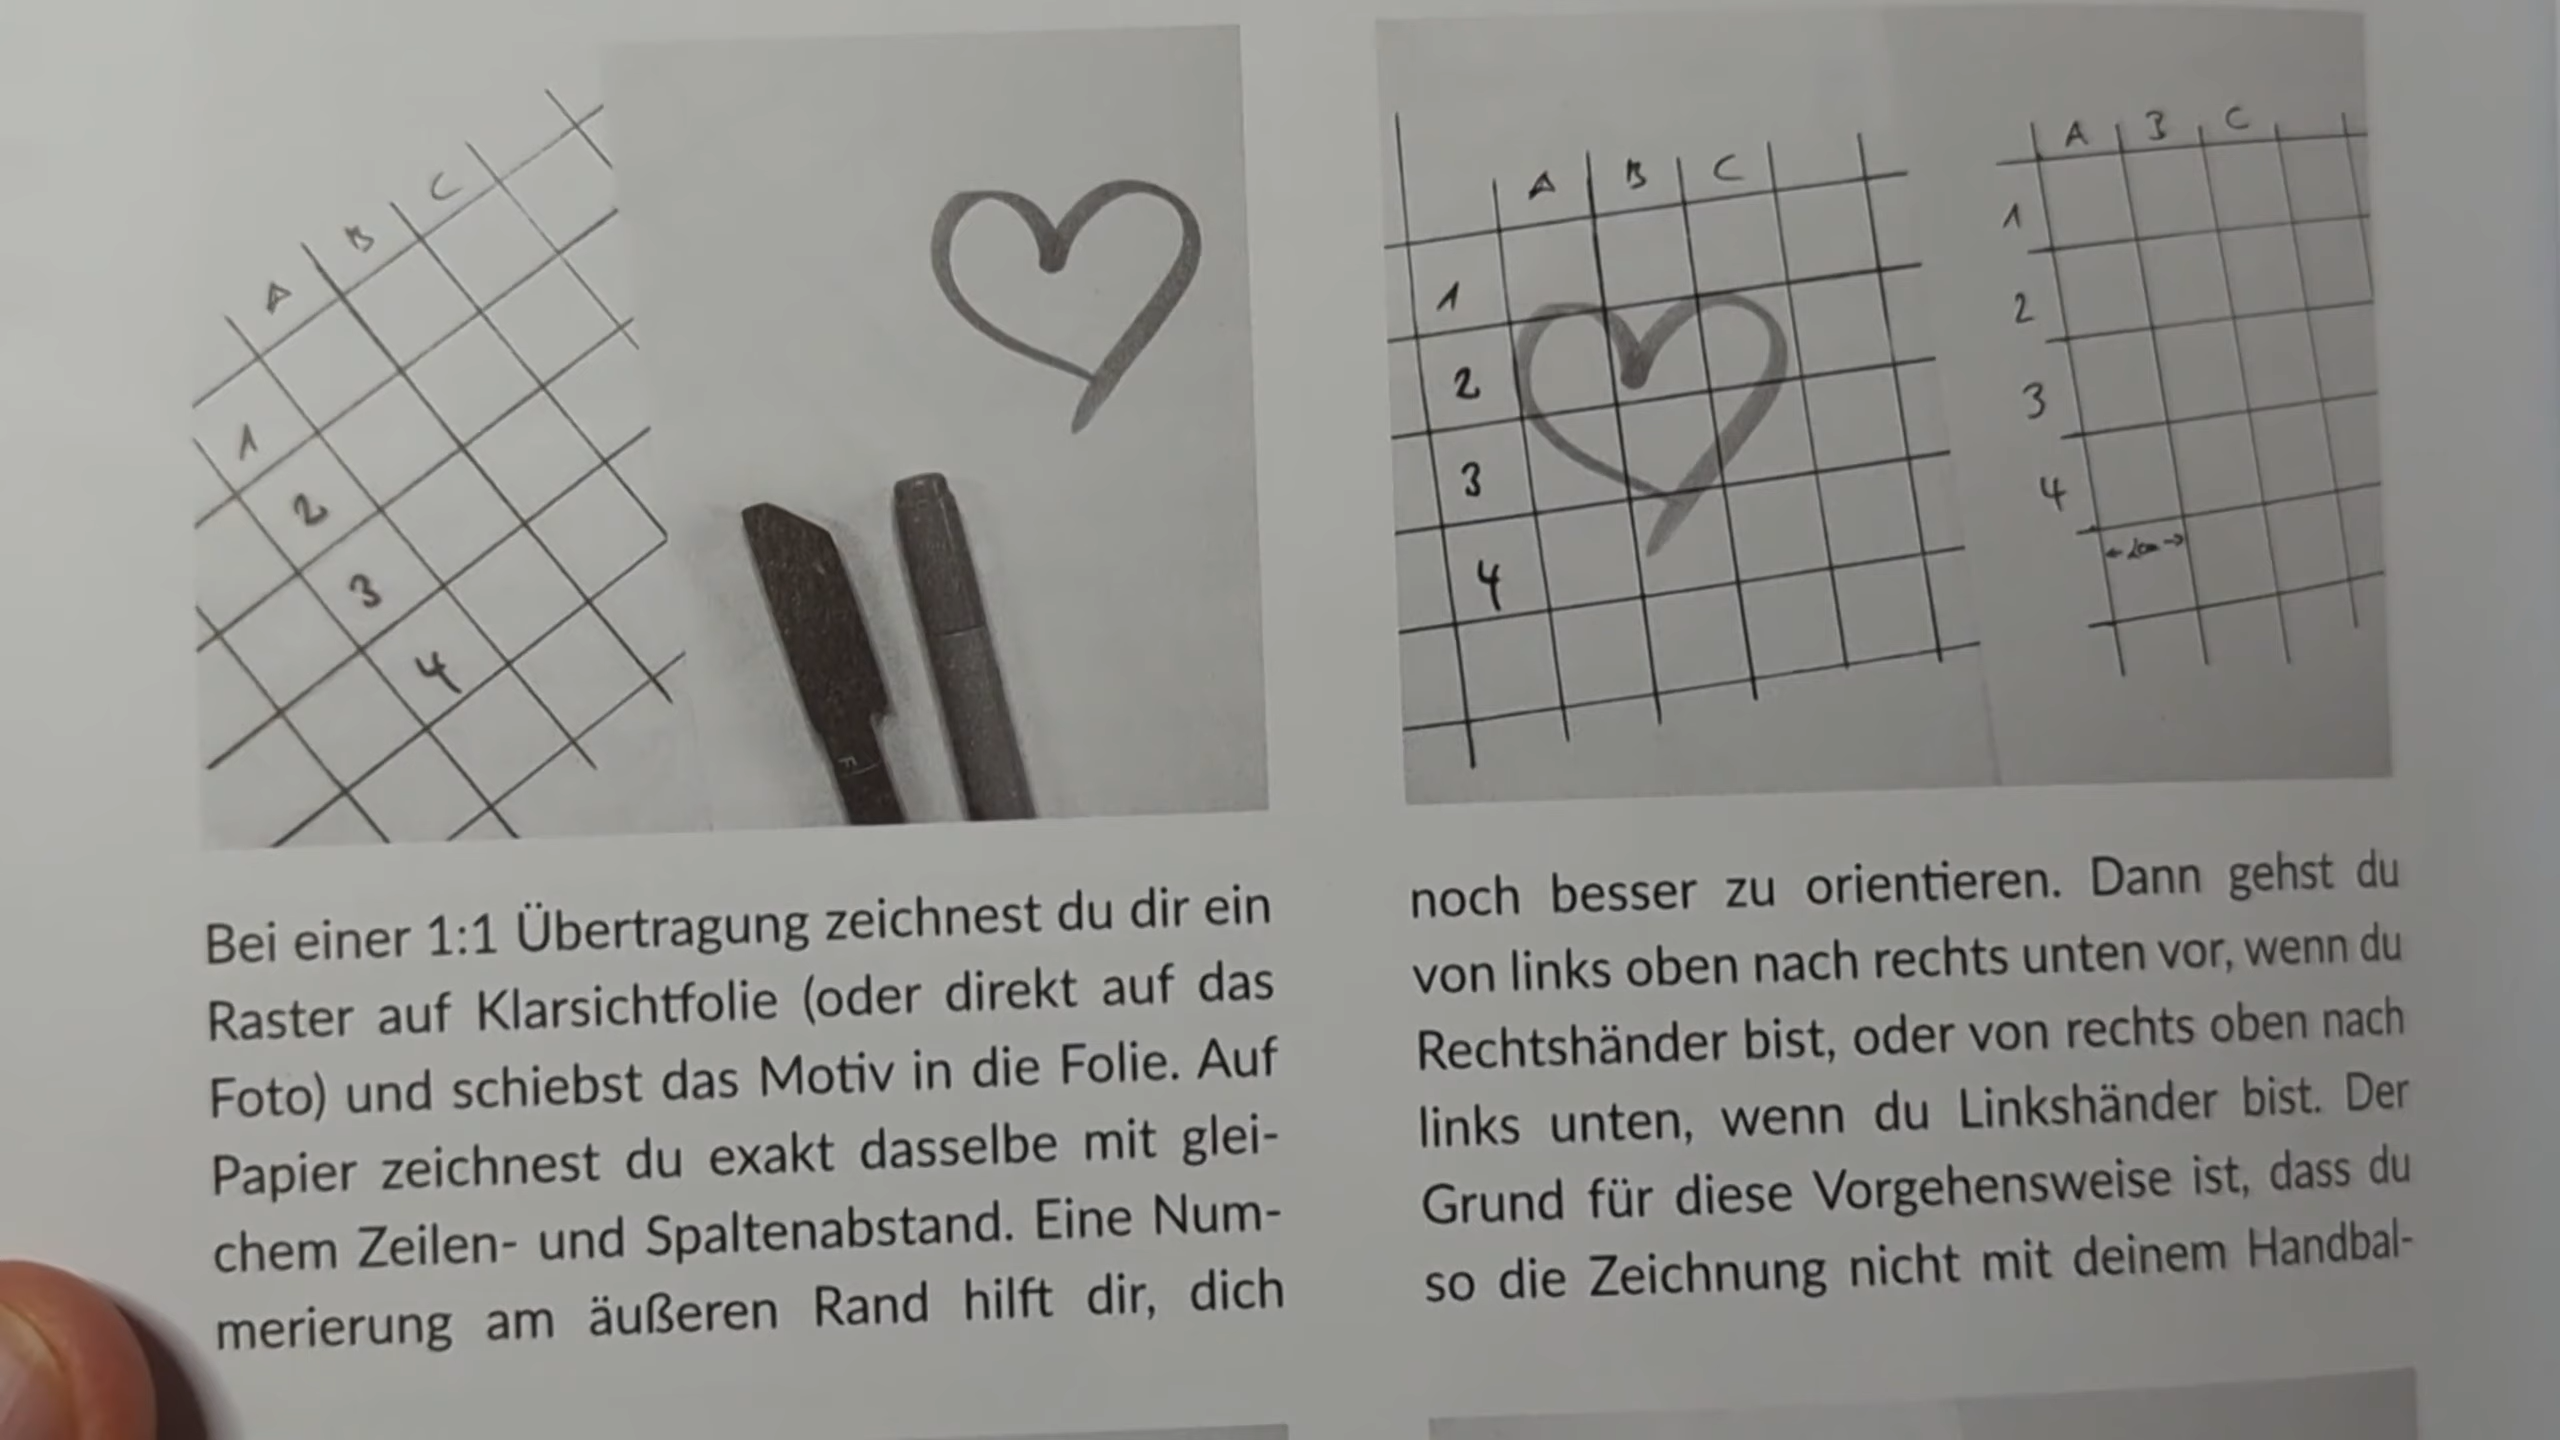 A B C
1
2
3
4
A B C
1
2
3
4
A B C
1
2
3
4
Bei einer 1:1 Übertragung zeichnest du dir ein
Raster auf Klarsichtfolie (oder direkt auf das
Foto) und schiebst das Motiv in die Folie. Auf
Papier zeichnest du exakt dasselbe mit glei-
chem Zeilen- und Spaltenabstand. Eine Num-
merierung am äußeren Rand hilft dir, dich
noch besser zu orientieren. Dann gehst du
von links oben nach rechts unten vor, wenn du
Rechtshänder bist, oder von rechts oben nach
links unten, wenn du Linkshänder bist. Der
Grund für diese Vorgehensweise ist, dass du
so die Zeichnung nicht mit deinem Handbal-